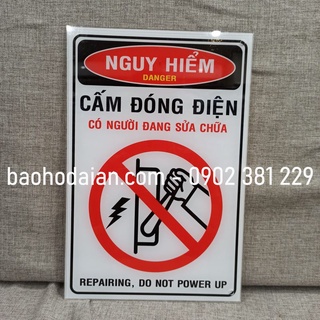 NGUY HIỂM
DANGER
CẤM ĐÓNG ĐIỆN
CÓ NGƯỜI ĐANG SỬA CHỮA
baohodaian.com - 0902 381 229
REPAIRING, DO NOT POWER UP